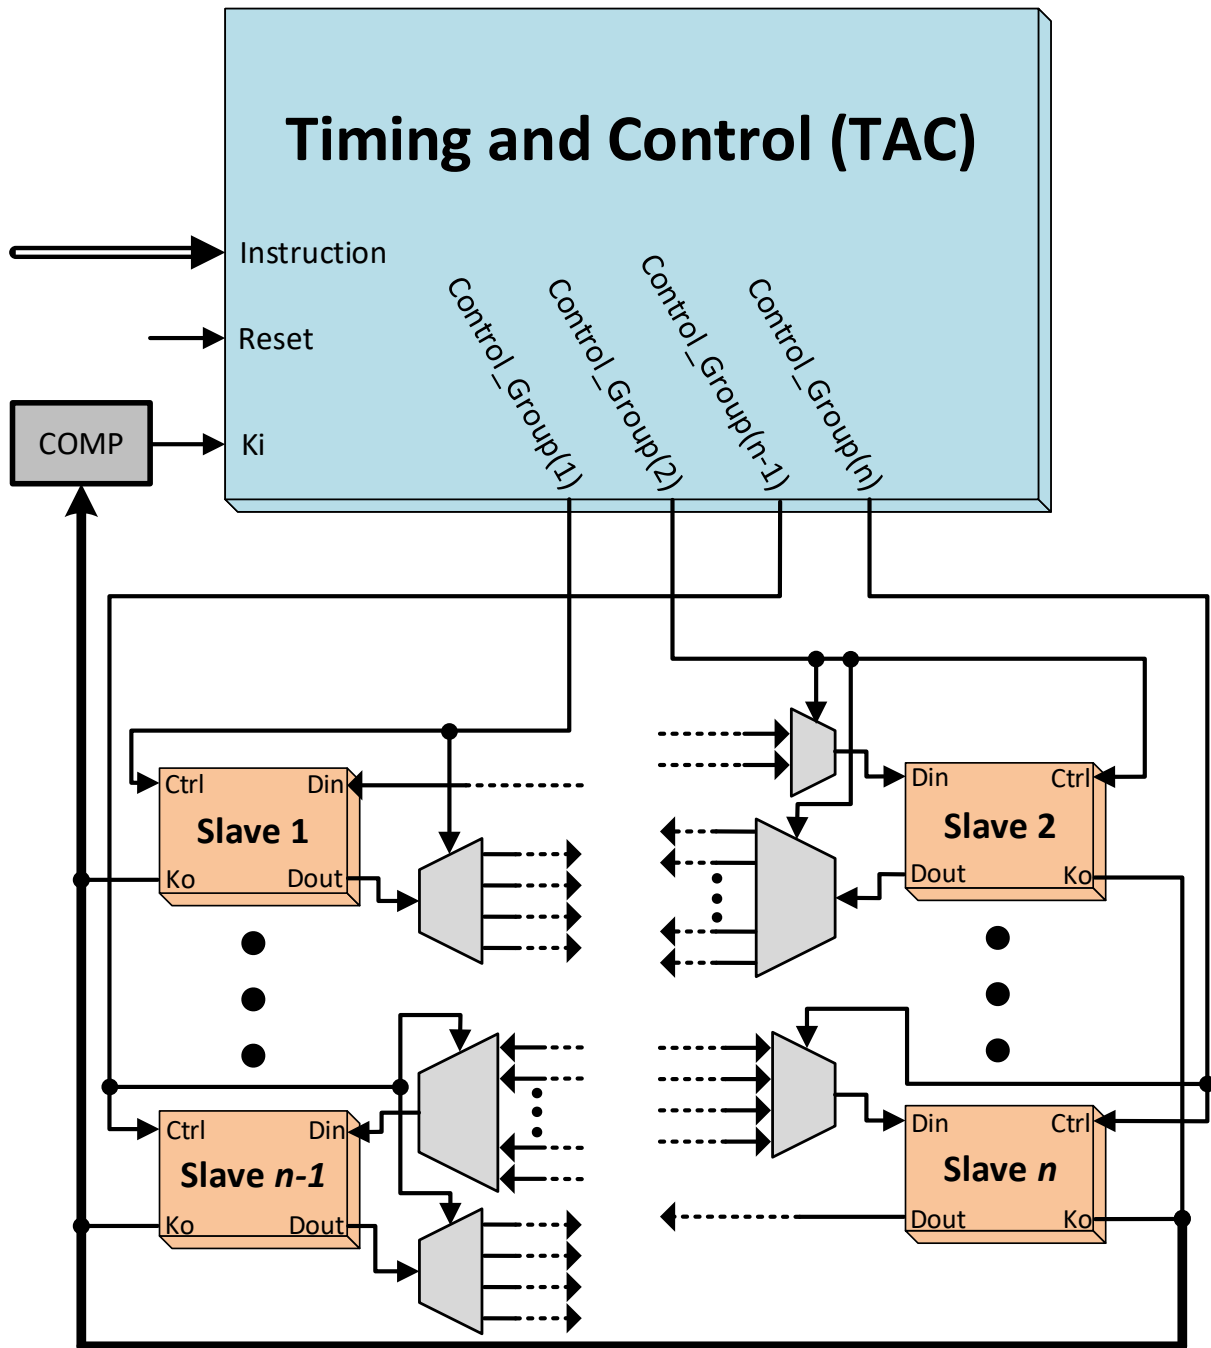 Timing and Control (TAC)
Instruction
Reset
COMP
Ki
Control_Group(1)
Control_Group(2)
Control_Group(n-1)
Control_Group(n)
Ctrl
Din
Slave 1
Ko
Dout
Din
Ctrl
Slave 2
Dout
Ko
Ctrl
Din
Slave n-1
Ko
Dout
Din
Ctrl
Slave n
Dout
Ko